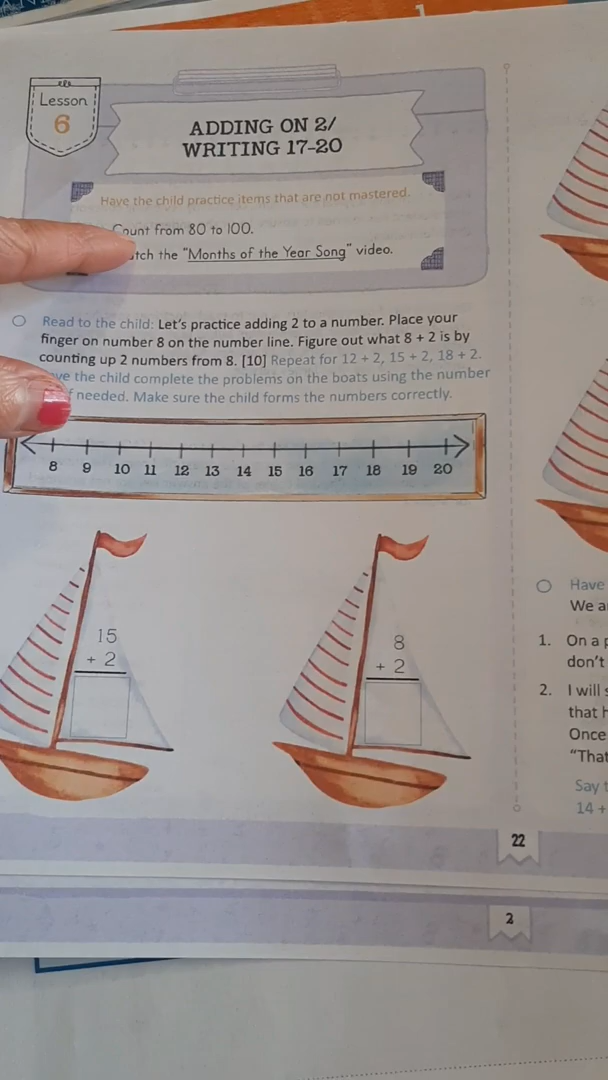 Lesson
6
ADDING ON 2/
WRITING 17-20
Have the child practice items that are not mastered.
Count from 80 to 100.
the "Months of the Year Song" video.
Read to the child: Let's practice adding 2 to a number. Place your
finger on number 8 on the number line. Figure out what 8 + 2 is by
counting up 2 numbers from 8. [10] Repeat for 12 + 2, 15 + 2, 18 + 2.
the child complete the problems on the boats using the number
needed. Make sure the child forms the numbers correctly.
8 9 10 11 12 13 14 15 16 17 18 19 20
15
+ 2
8
+ 2
22
2
Have
We
1. On a
don't
2. I will
that
Once
Say
14 +